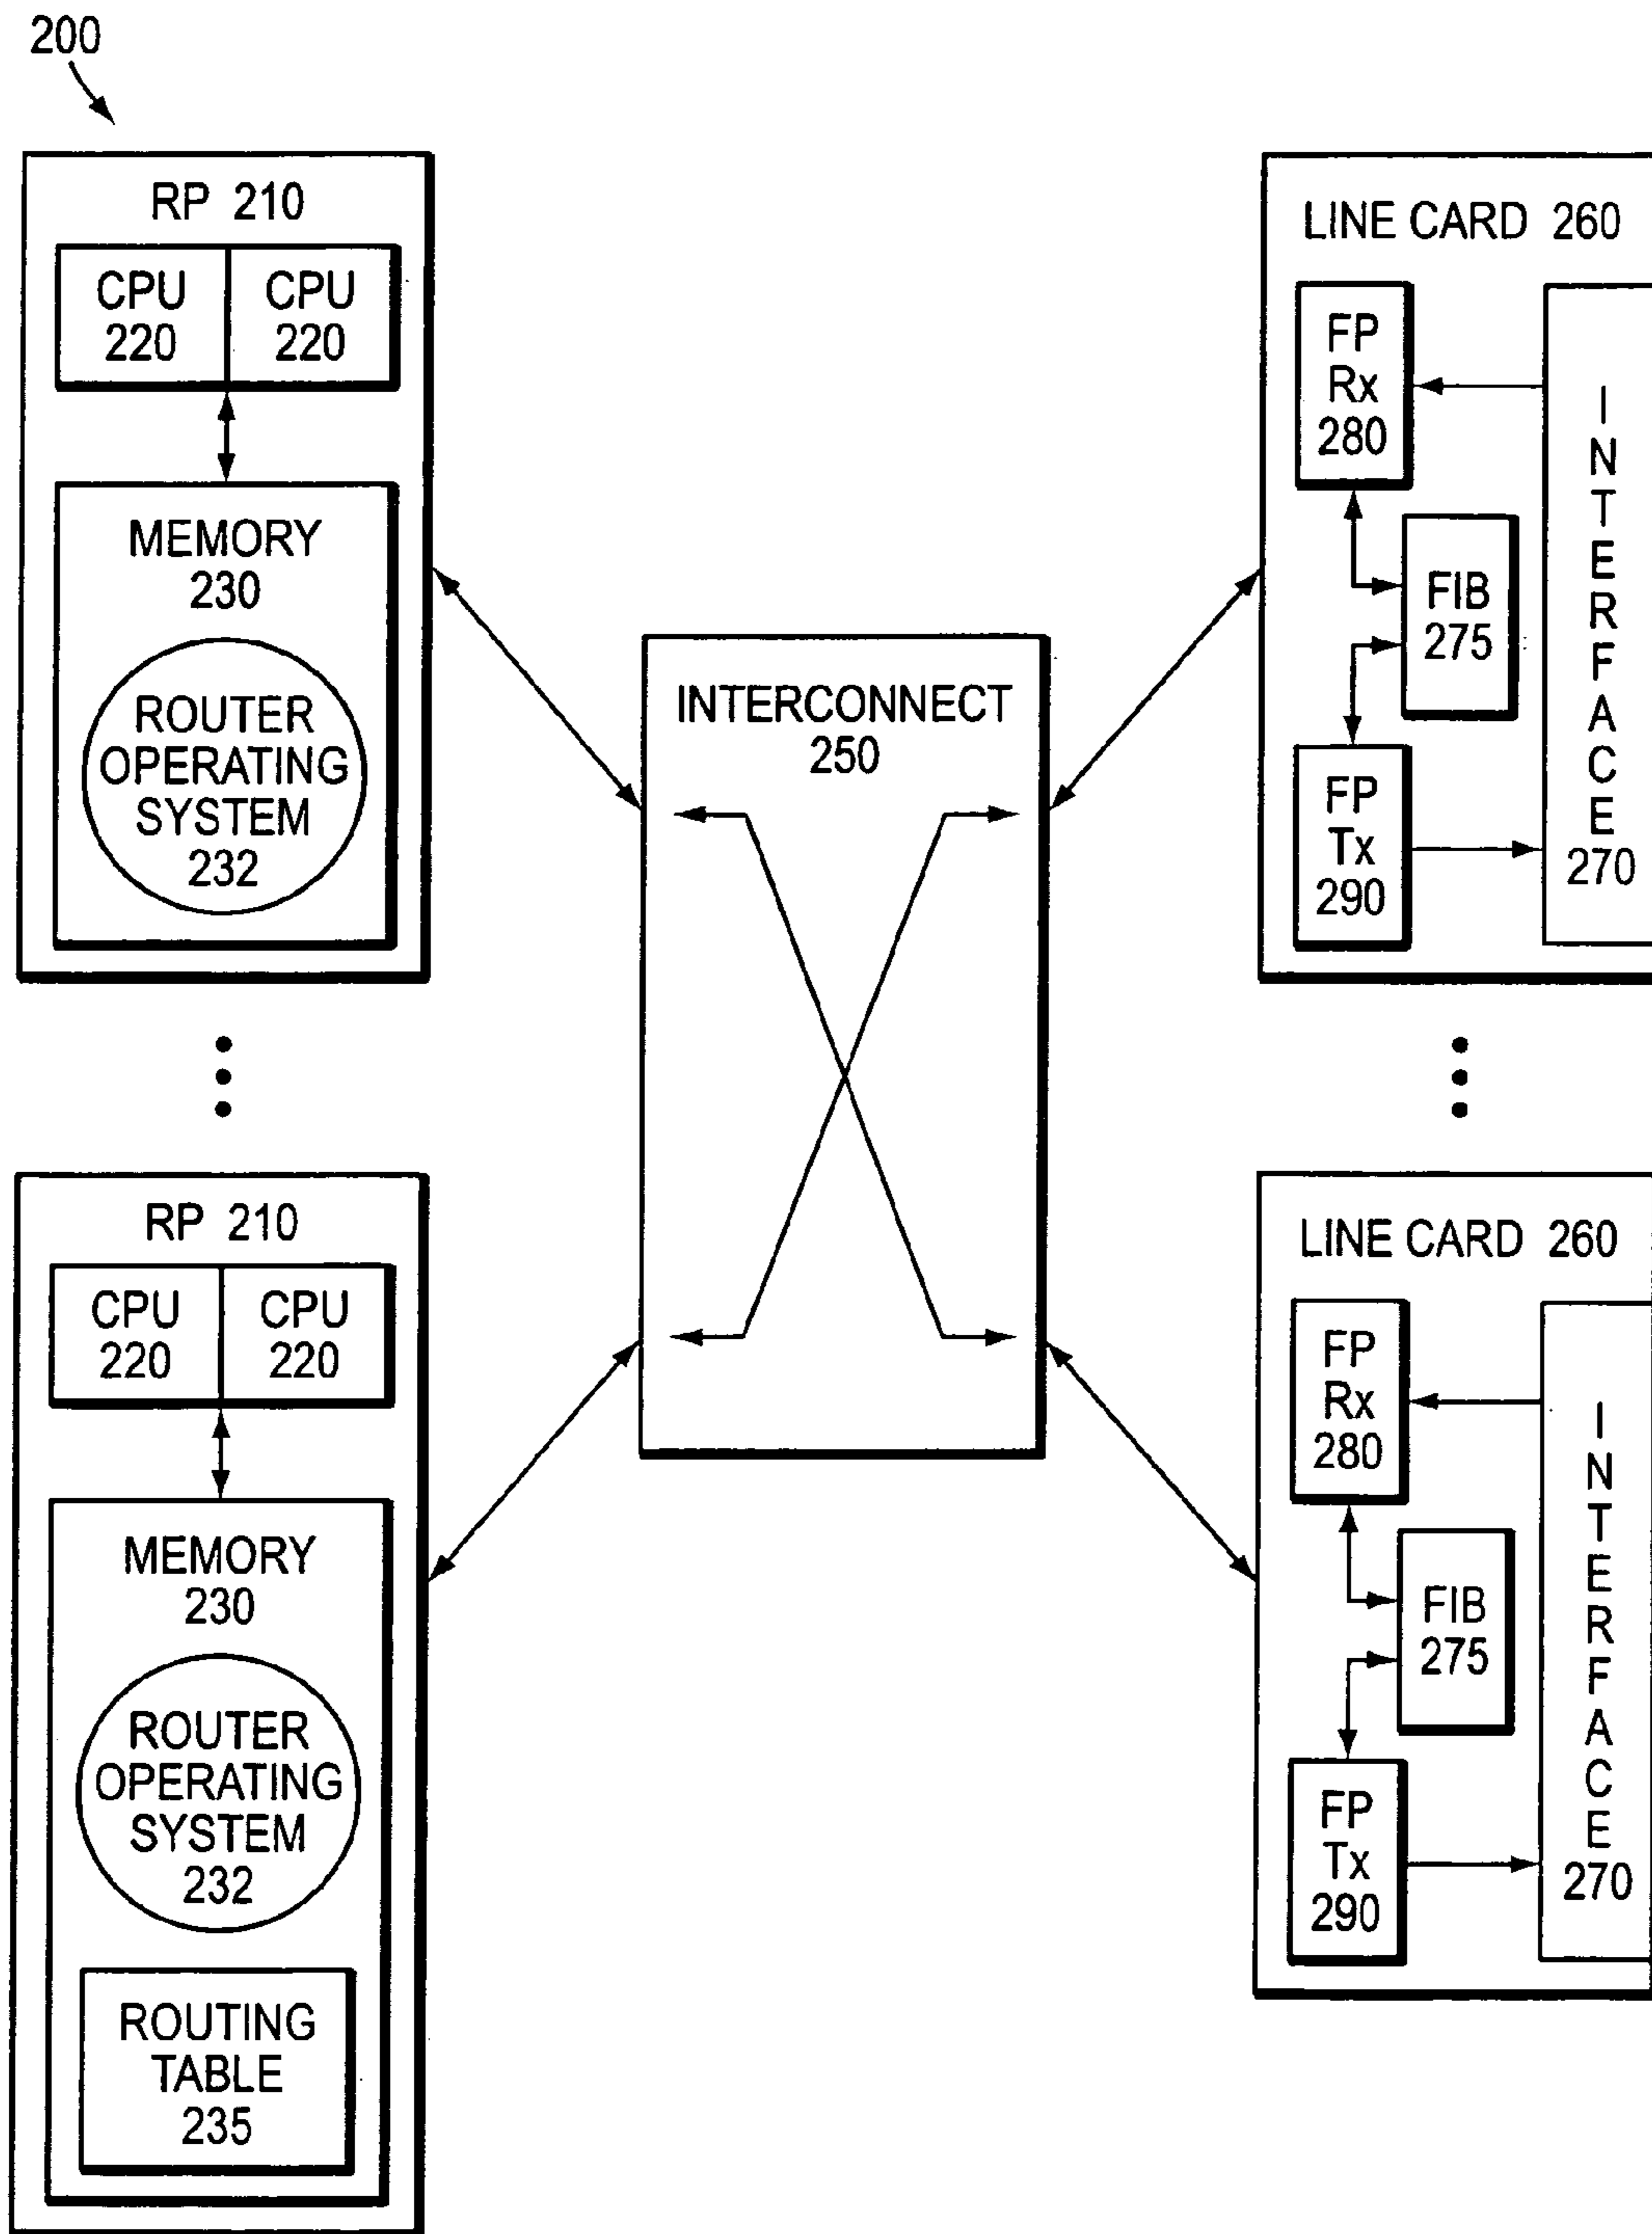 200
RP 210
CPU
220
CPU
220
MEMORY
230
ROUTER
OPERATING
SYSTEM
232
INTERCONNECT
250
LINE CARD 260
FP
Rx
280
FIB
275
FP
Tx
290
INTERFACE
270
RP 210
CPU
220
CPU
220
MEMORY
230
ROUTER
OPERATING
SYSTEM
232
ROUTING
TABLE
235
LINE CARD 260
FP
Rx
280
FIB
275
FP
Tx
290
INTERFACE
270